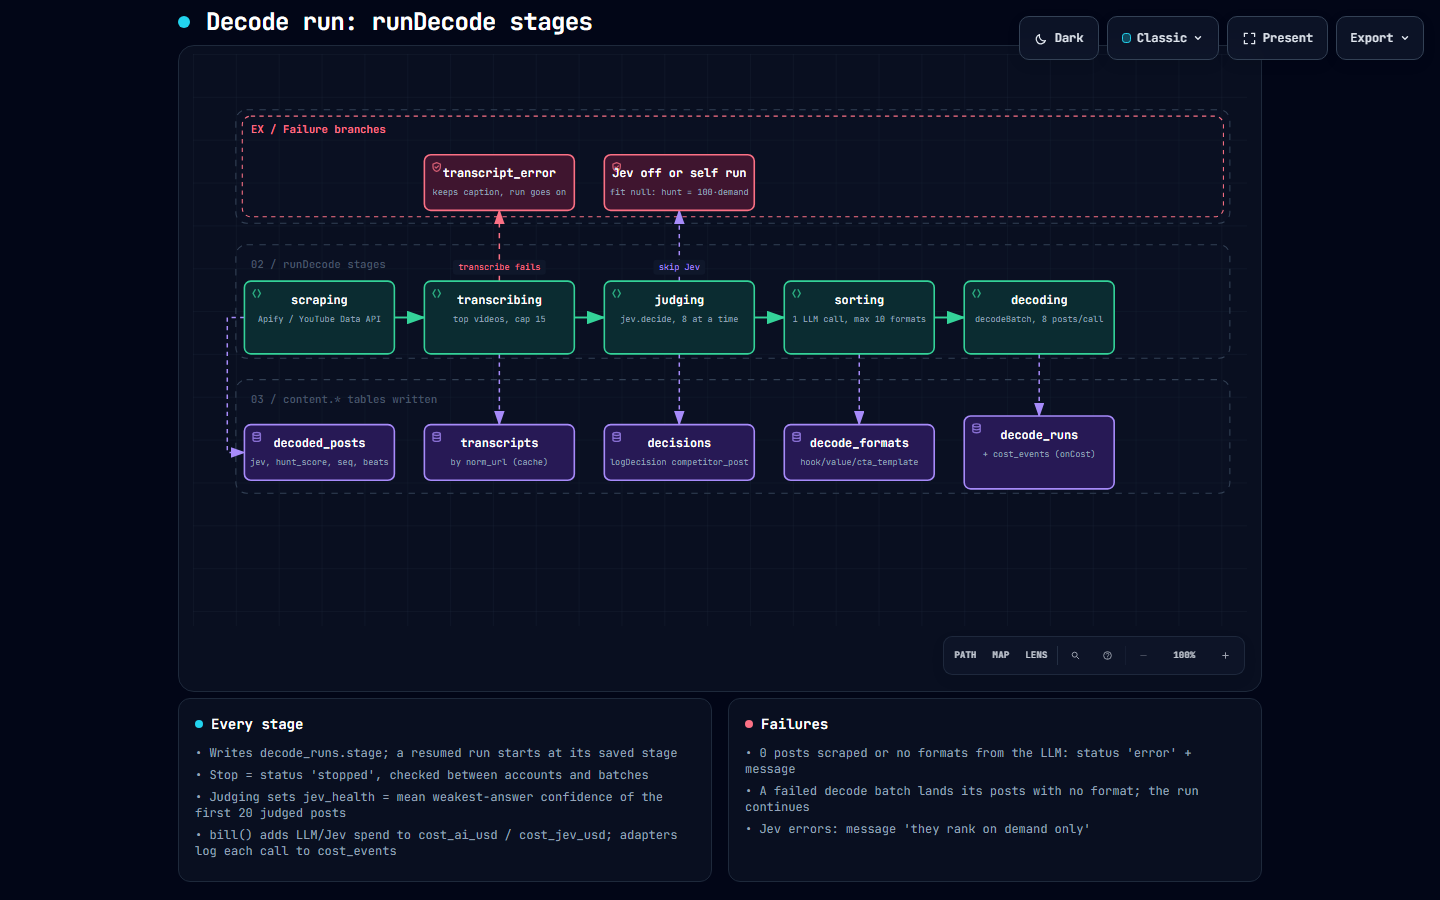 Decode run: runDecode stages
Dark
Classic
Present
Export
EX / Failure branches
transcript_error
keeps caption, run goes on
Jev off or self run
fit null: hunt = 100-demand
transcribe fails
skip Jev
02 / runDecode stages
scraping
Apify / YouTube Data API
transcribing
top videos, cap 15
judging
jev.decide, 8 at a time
sorting
1 LLM call, max 10 formats
decoding
decodeBatch, 8 posts/call
03 / content.* tables written
decoded_posts
jev, hunt_score, seq, beats
transcripts
by norm_url (cache)
decisions
logDecision competitor_post
decode_formats
hook/value/cta_template
decode_runs
+ cost_events (onCost)
PATH
MAP
LENS
−
100%
+
Every stage
• Writes decode_runs.stage; a resumed run starts at its saved stage
• Stop = status 'stopped', checked between accounts and batches
• Judging sets jev_health = mean weakest-answer confidence of the
first 20 judged posts
• bill() adds LLM/Jev spend to cost_ai_usd / cost_jev_usd; adapters
log each call to cost_events
Failures
• 0 posts scraped or no formats from the LLM: status 'error' +
message
• A failed decode batch lands its posts with no format; the run
continues
• Jev errors: message 'they rank on demand only'